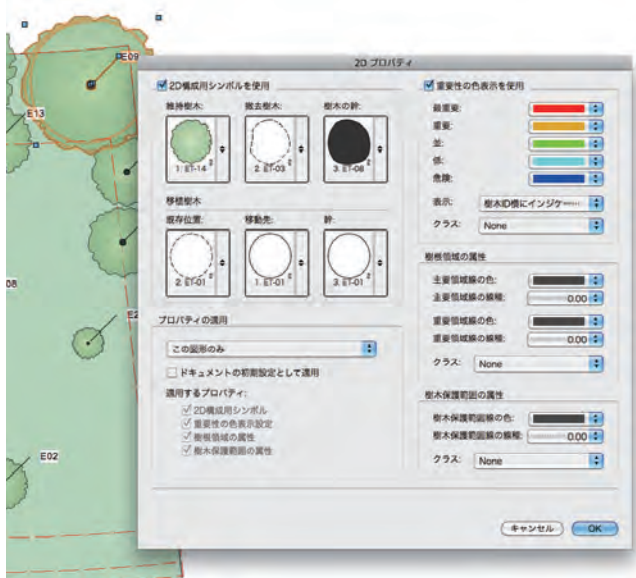 E09
E13
08
E2
E02
2D プロパティ
2D構成用シンボルを使用
維持樹木:
撤去樹木:
樹木の幹:
1. ET-14
2. ET-03
3. ET-08
移植樹木
既存位置:
移動先:
幹:
2. ET-01
1. ET-01
3. ET-01
プロパティの適用
この図形のみ
ドキュメントの初期設定として適用
適用するプロパティ:
2D構成用シンボル
重要性の色表示設定
樹根領域の属性
樹木保護範囲の属性
重要性の色表示を使用
最重要:
重要:
並:
低:
危険:
表示:
樹木ID横にインジケ
クラス:
None
樹根領域の属性
主要領域線の色:
主要領域線の線種:
0.00
重要領域線の色:
重要領域線の線種:
0.00
クラス:
None
樹木保護範囲の属性
樹木保護範囲線の色:
樹木保護範囲線の線種:
0.00
クラス:
None
キャンセル
OK